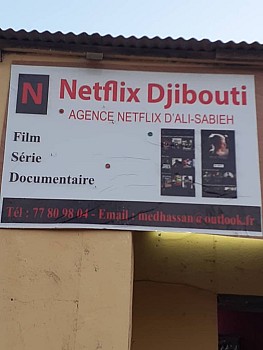 N Netflix Djibouti
• AGENCE NETFLIX D'ALI-SABIEH
Film
Série
Documentaire
Tél : 77 80 98 04 - Email : medhassan@outlook.fr